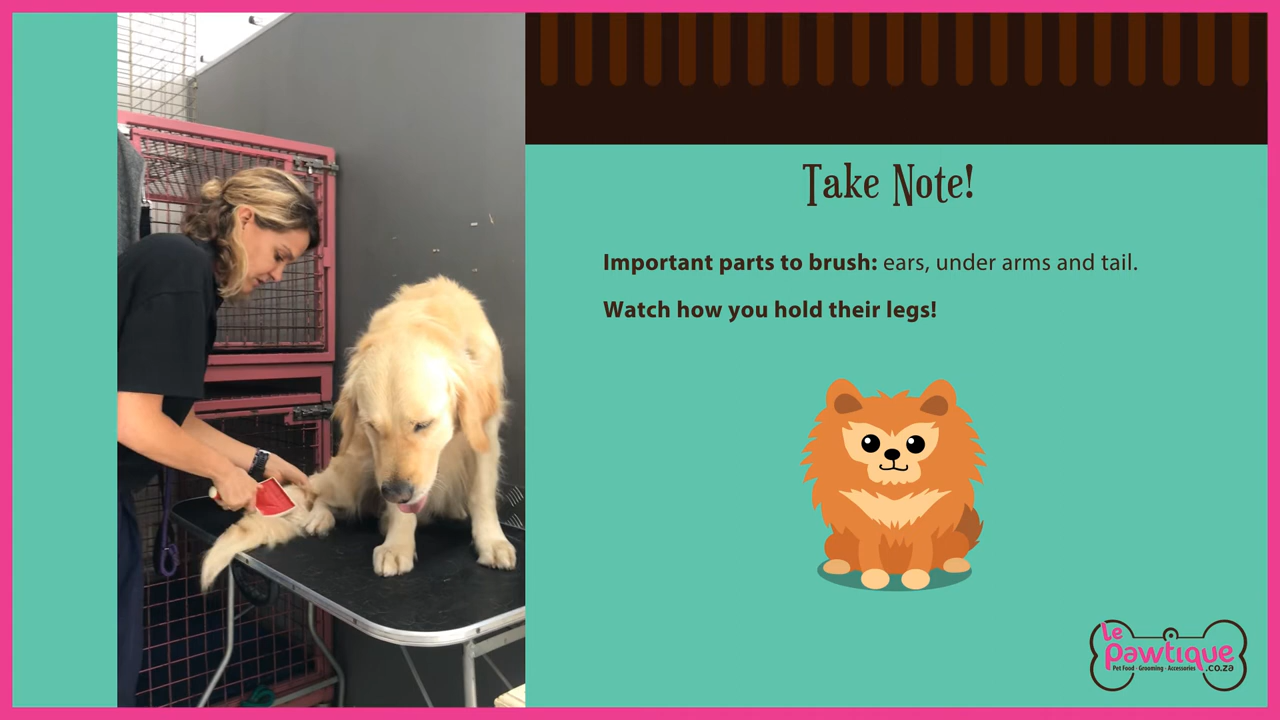 Take Note!
Important parts to brush: ears, under arms and tail.
Watch how you hold their legs!
Le
Pawtique
Pet Food · Grooming · Accessories
.co.za